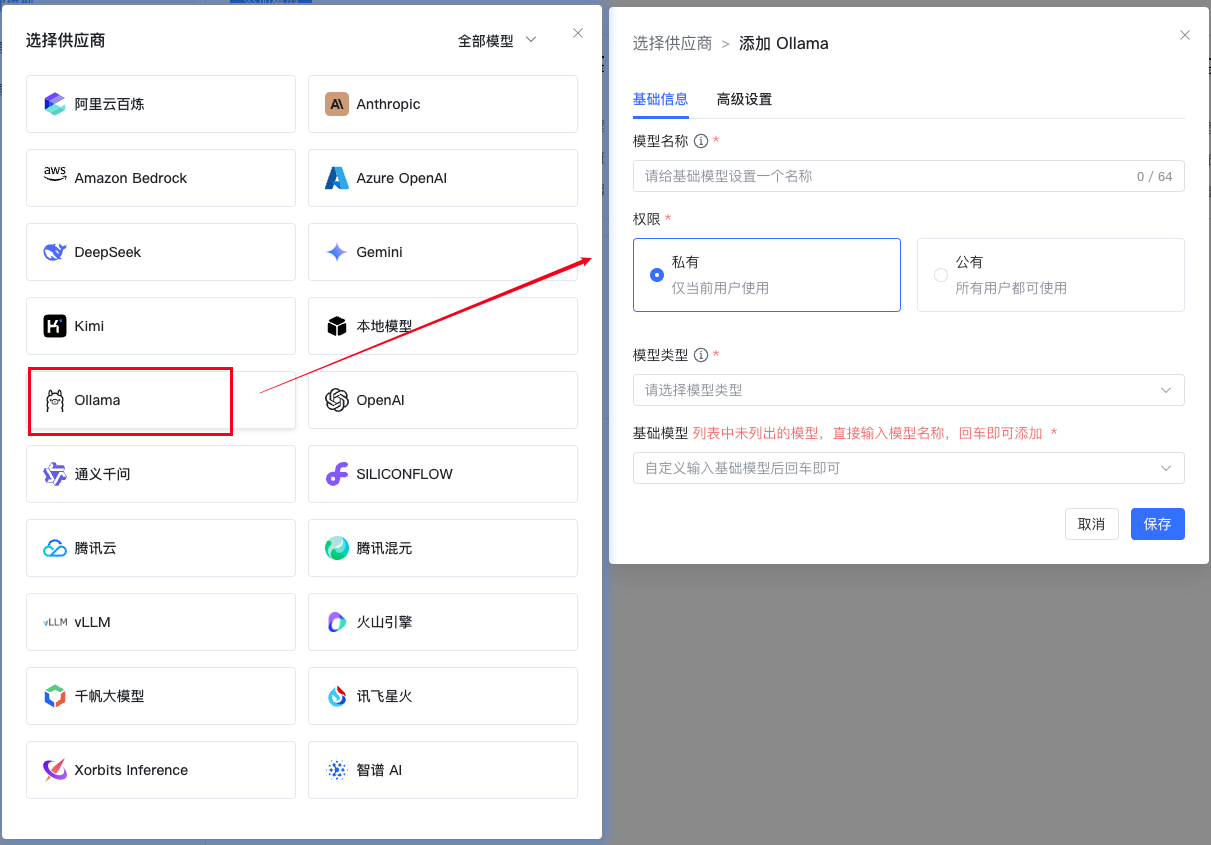 选择供应商
全部模型
阿里云百炼
Anthropic
aws
Amazon Bedrock
Azure OpenAI
DeepSeek
Gemini
Kimi
本地模型
Ollama
OpenAI
通义千问
SILICONFLOW
腾讯云
腾讯混元
vLLM
vLLM
火山引擎
千帆大模型
讯飞星火
Xorbits Inference
智谱 AI
选择供应商 > 添加 Ollama
基础信息
高级设置
模型名称 *
请给基础模型设置一个名称
0 / 64
权限 *
私有
仅当前用户使用
公有
所有用户都可使用
模型类型 *
请选择模型类型
基础模型 列表中未列出的模型，直接输入模型名称，回车即可添加 *
自定义输入基础模型后回车即可
取消
保存